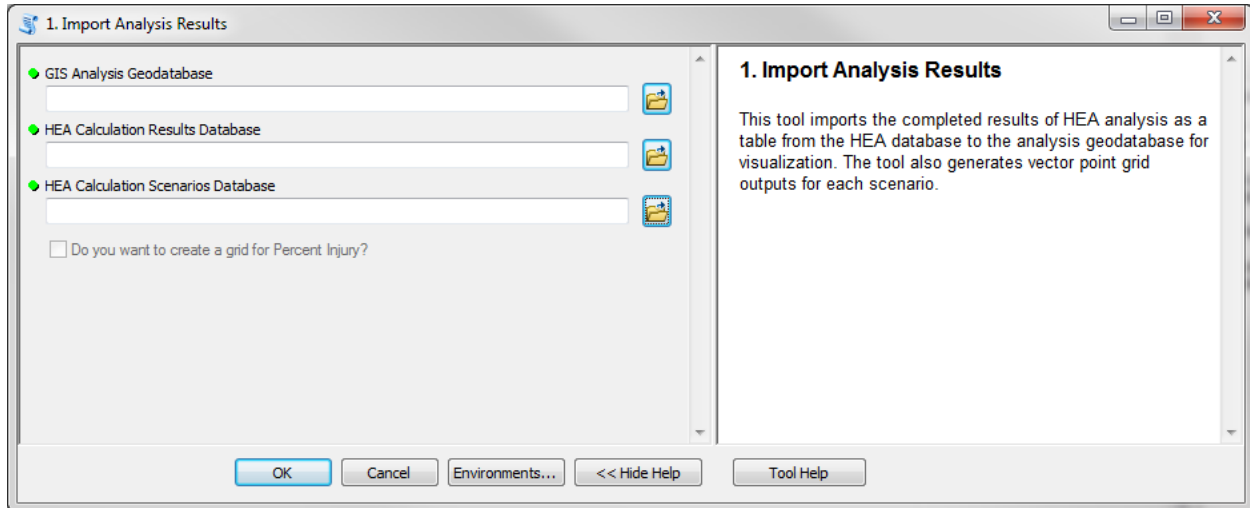 1. Import Analysis Results
GIS Analysis Geodatabase
HEA Calculation Results Database
HEA Calculation Scenarios Database
Do you want to create a grid for Percent Injury?
1. Import Analysis Results
This tool imports the completed results of HEA analysis as a
table from the HEA database to the analysis geodatabase for
visualization. The tool also generates vector point grid
outputs for each scenario.
OK
Cancel
Environments...
<< Hide Help
Tool Help